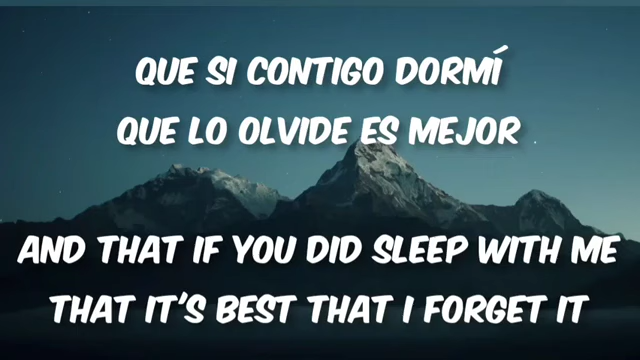 QUE SI CONTIGO DORMÍ
QUE LO OLVIDE ES MEJOR
AND THAT IF YOU DID SLEEP WITH ME
THAT IT'S BEST THAT I FORGET IT